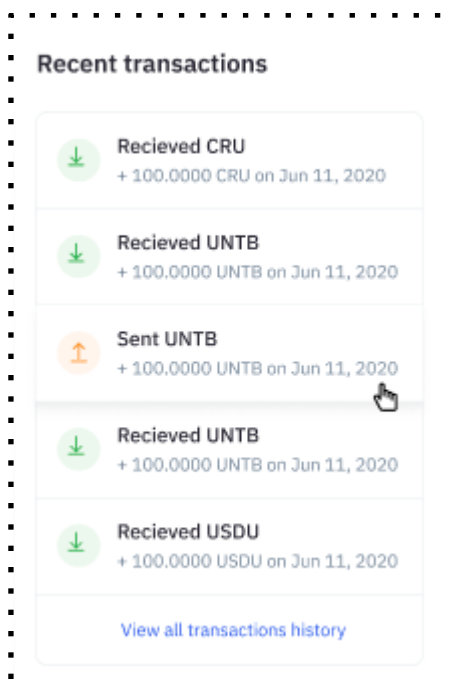 Recent transactions
Recieved CRU
+ 100.0000 CRU on Jun 11, 2020
Recieved UNTB
+ 100.0000 UNTB on Jun 11, 2020
Sent UNTB
+ 100.0000 UNTB on Jun 11, 2020
Recieved UNTB
+ 100.0000 UNTB on Jun 11, 2020
Recieved USDU
+ 100.0000 USDU on Jun 11, 2020
View all transactions history